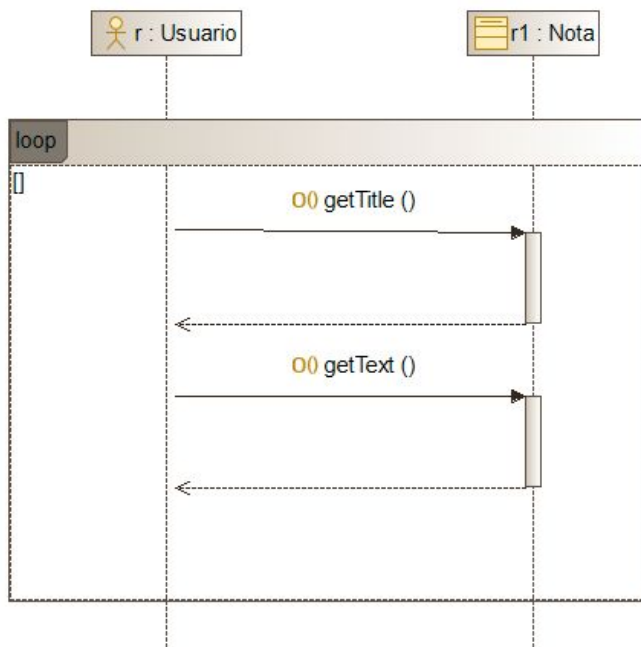 r : Usuario
r1 : Nota
loop
[]
O() getTitle ()
O() getText ()